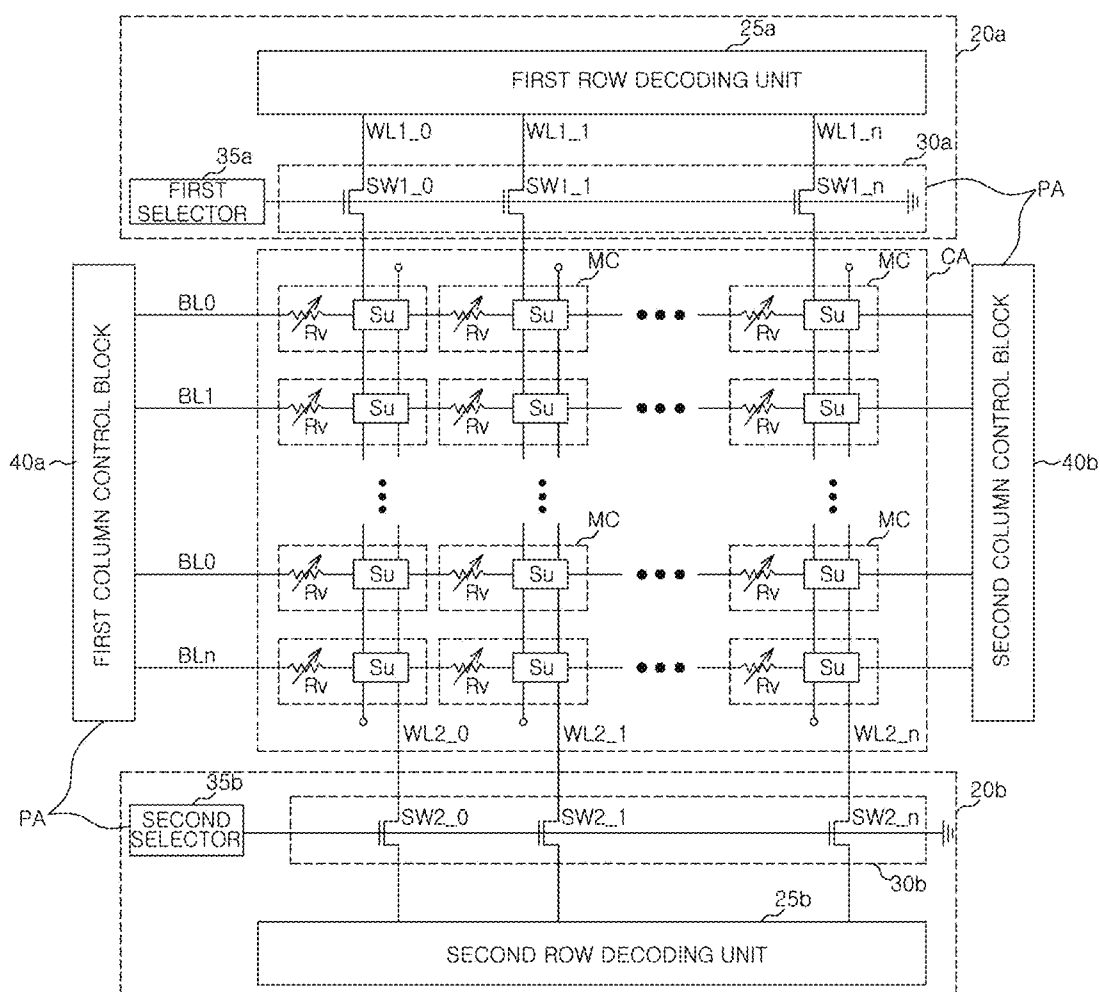 25a
20a
FIRST ROW DECODING UNIT
WL1_0
WL1_1
WL1_n
35a
30a
FIRST
SELECTOR
SW1_0
SW1_1
SW1_n
PA
MC
MC
CA
BL0
Rv
Su
Rv
Su
Rv
Su
BL1
Rv
Su
Rv
Su
Rv
Su
FIRST COLUMN CONTROL BLOCK
SECOND COLUMN CONTROL BLOCK
40a
40b
MC
MC
BL0
Rv
Su
Rv
Su
Rv
Su
BLn
Rv
Su
Rv
Su
Rv
Su
WL2_0
WL2_1
WL2_n
35b
20b
PA
SECOND
SELECTOR
SW2_0
SW2_1
SW2_n
30b
25b
SECOND ROW DECODING UNIT